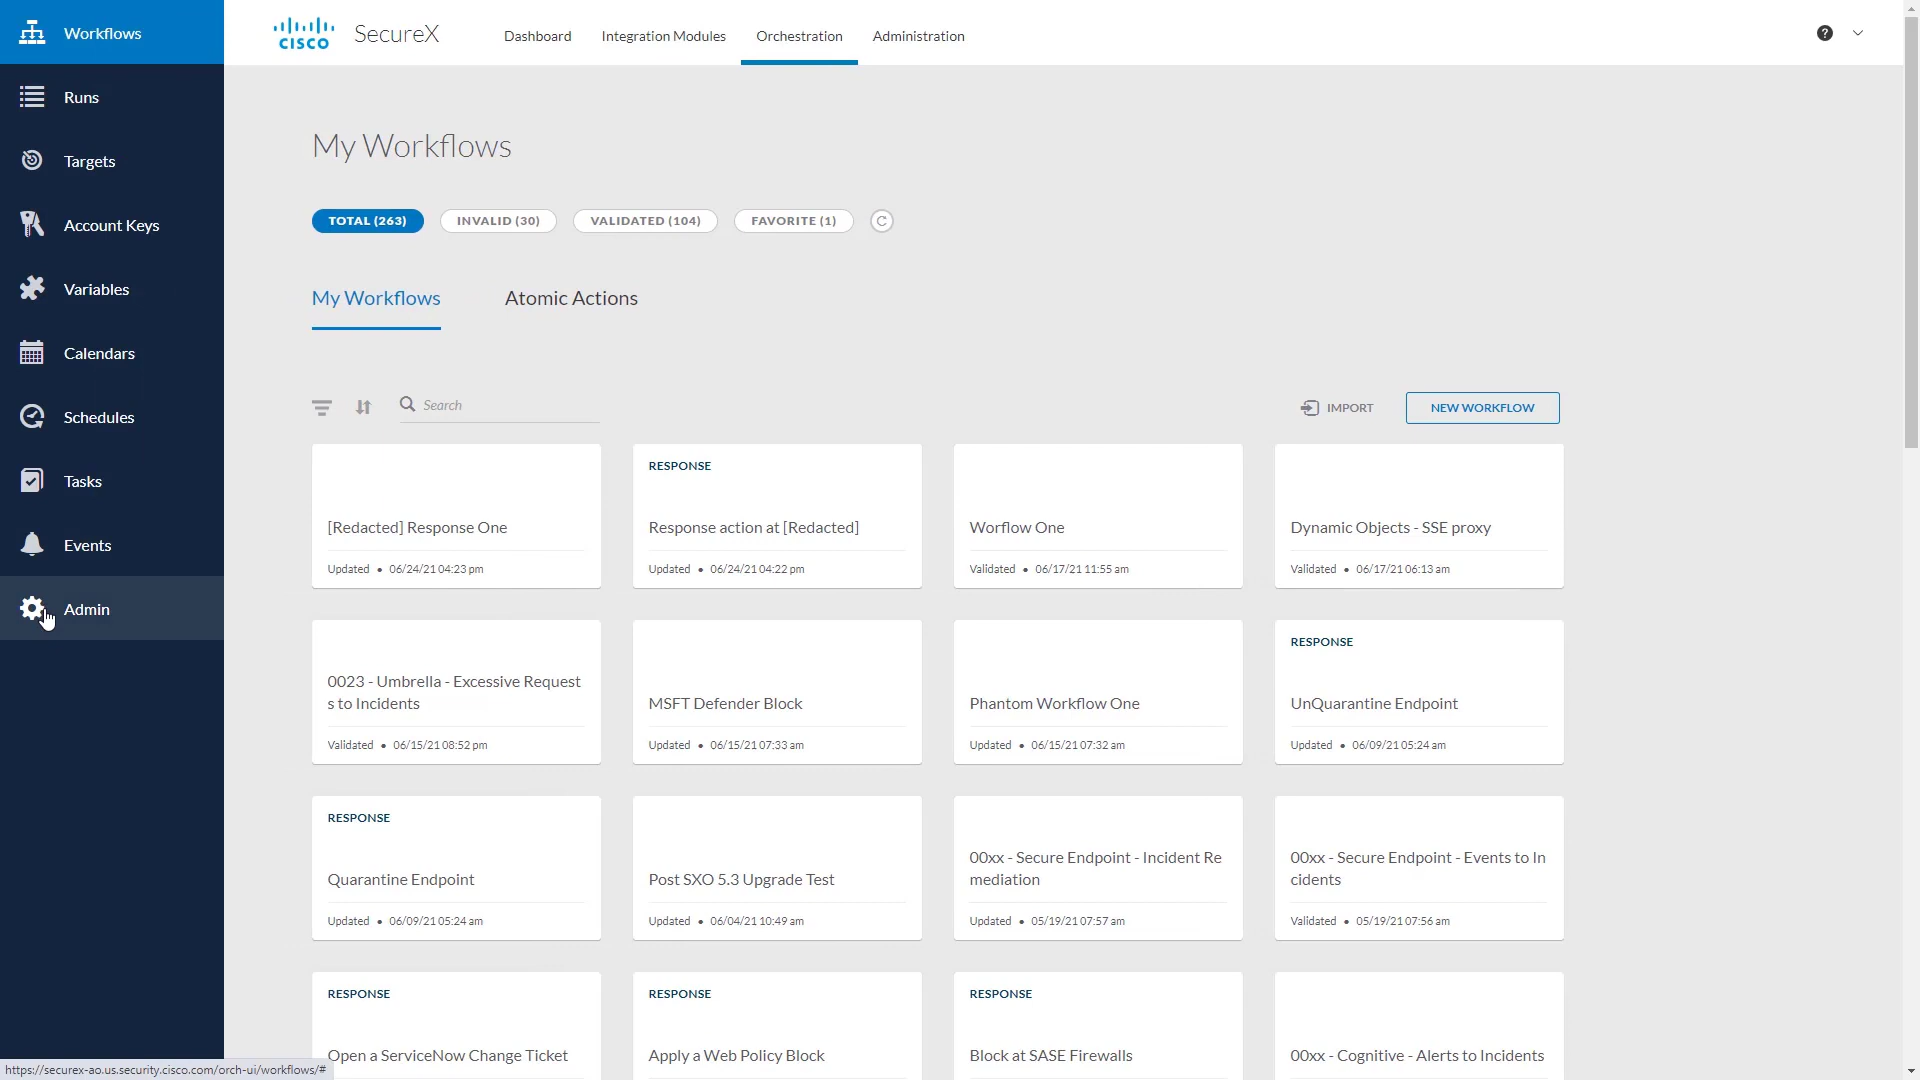 Workflows
Runs
Targets
Account Keys
Variables
Calendars
Schedules
Tasks
Events
Admin
CISCO SecureX Dashboard Integration Modules Orchestration Administration ?
My Workflows
TOTAL (263) INVALID (30) VALIDATED (104) FAVORITE (1)
My Workflows Atomic Actions
Search IMPORT NEW WORKFLOW
[Redacted] Response One
Updated • 06/24/21 04:23 pm
RESPONSE
Response action at [Redacted]
Updated • 06/24/21 04:22 pm
Worflow One
Validated • 06/17/21 11:55 am
Dynamic Objects - SSE proxy
Validated • 06/17/21 06:13 am
0023 - Umbrella - Excessive Request
s to Incidents
Validated • 06/15/21 08:52 pm
MSFT Defender Block
Updated • 06/15/21 07:33 am
Phantom Workflow One
Updated • 06/15/21 07:32 am
RESPONSE
UnQuarantine Endpoint
Updated • 06/09/21 05:24 am
RESPONSE
Quarantine Endpoint
Updated • 06/09/21 05:24 am
Post SXO 5.3 Upgrade Test
Updated • 06/04/21 10:49 am
00xx - Secure Endpoint - Incident Re
mediation
Updated • 05/19/21 07:57 am
00xx - Secure Endpoint - Events to In
cidents
Validated • 05/19/21 07:56 am
RESPONSE
Open a ServiceNow Change Ticket
RESPONSE
Apply a Web Policy Block
RESPONSE
Block at SASE Firewalls
00xx - Cognitive - Alerts to Incidents
https://securex-ao.us.security.cisco.com/orch-ui/workflows/#